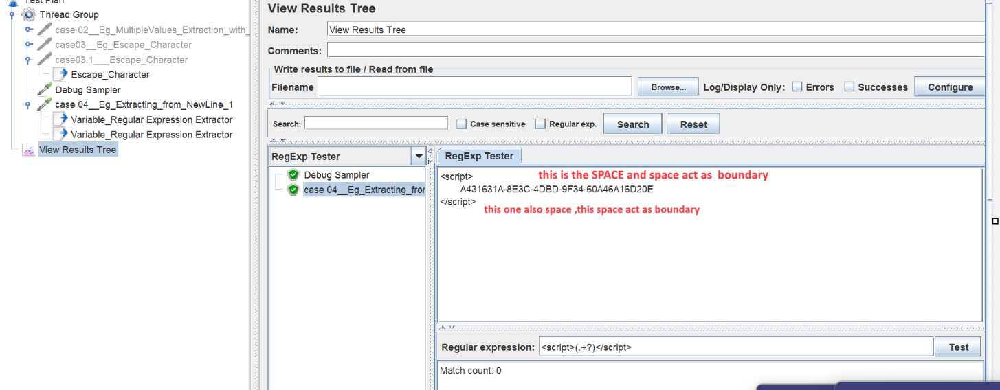 Test Plan
Thread Group
case 02__Eg_MultipleValues_Extraction_with_
case03__Eg_Escape_Character
case03.1___Escape_Character
Escape_Character
Debug Sampler
case 04__Eg_Extracting_from_NewLine_1
Variable_Regular Expression Extractor
Variable_Regular Expression Extractor
View Results Tree
View Results Tree
Name: View Results Tree
Comments:
Write results to file / Read from file
Filename Browse... Log/Display Only: Errors Successes Configure
Search: Case sensitive Regular exp. Search Reset
RegExp Tester
Debug Sampler
case 04__Eg_Extracting_fror
RegExp Tester
<script> this is the SPACE and space act as boundary
A431631A-8E3C-4DBD-9F34-60A46A16D20E
</script>
this one also space ,this space act as boundary
Regular expression: <script>(.+?)</script> Test
Match count: 0